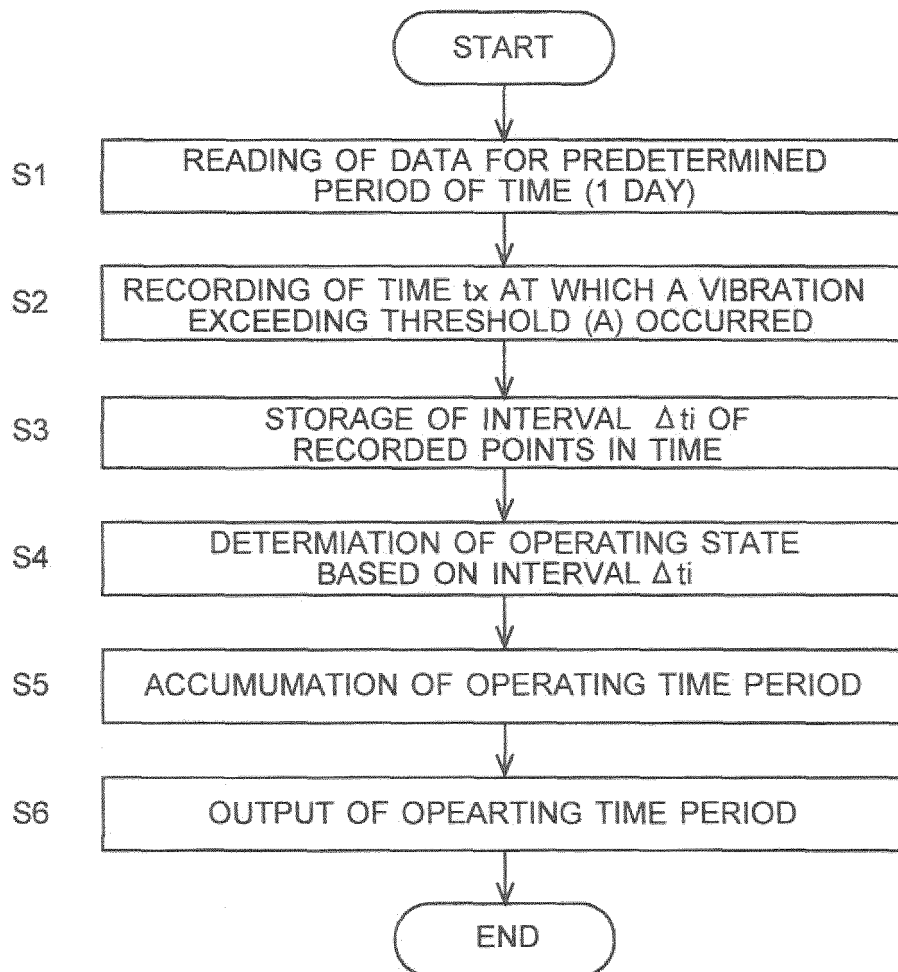 START
S1
READING OF DATA FOR PREDETERMINED
PERIOD OF TIME (1 DAY)
S2
RECORDING OF TIME tx AT WHICH A VIBRATION
EXCEEDING THRESHOLD (A) OCCURRED
S3
STORAGE OF INTERVAL Δti OF
RECORDED POINTS IN TIME
S4
DETERMIATION OF OPERATING STATE
BASED ON INTERVAL Δti
S5
ACCUMUMATION OF OPERATING TIME PERIOD
S6
OUTPUT OF OPEARTING TIME PERIOD
END